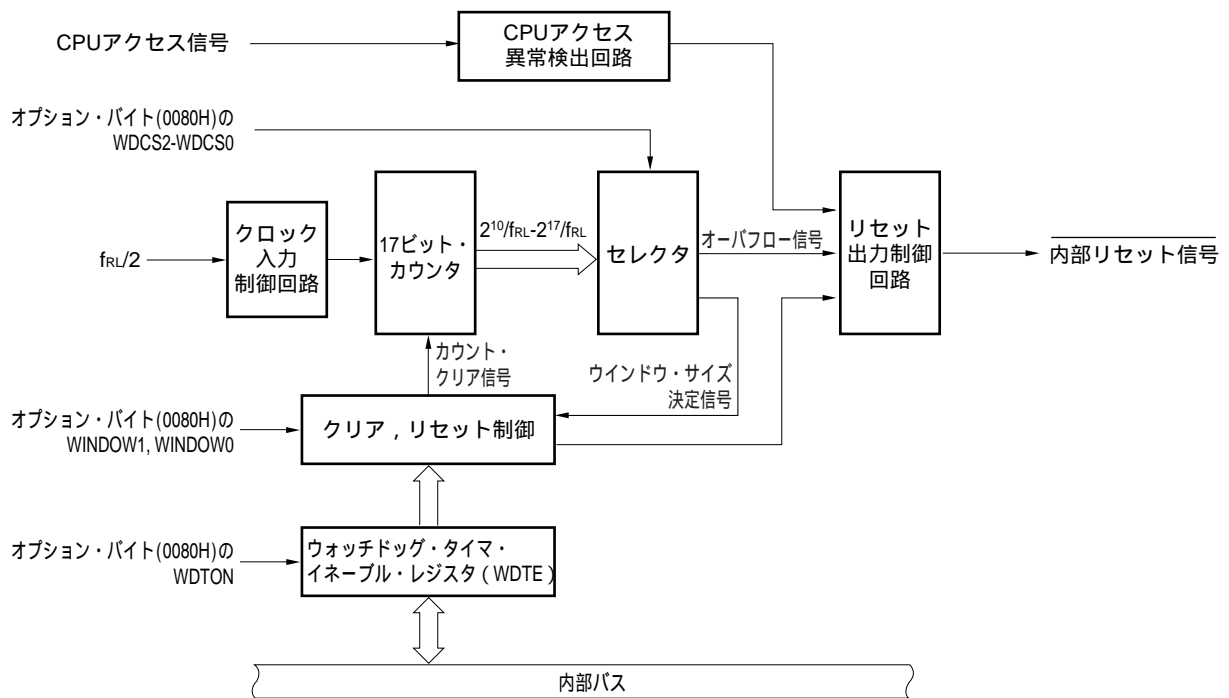 CPUアクセス信号
CPUアクセス
異常検出回路
オプション・バイト(0080H)の
WDCS2-WDCS0
fRL/2
クロック
入力
制御回路
17ビット・
カウンタ
2¹⁰/fRL-2¹⁷/fRL
セレクタ
オーバフロー信号
リセット
出力制御
回路
内部リセット信号
カウント・
クリア信号
ウインドウ・サイズ
決定信号
オプション・バイト(0080H)の
WINDOW1, WINDOW0
クリア，リセット制御
オプション・バイト(0080H)の
WDTON
ウォッチドッグ・タイマ・
イネーブル・レジスタ（WDTE）
内部バス